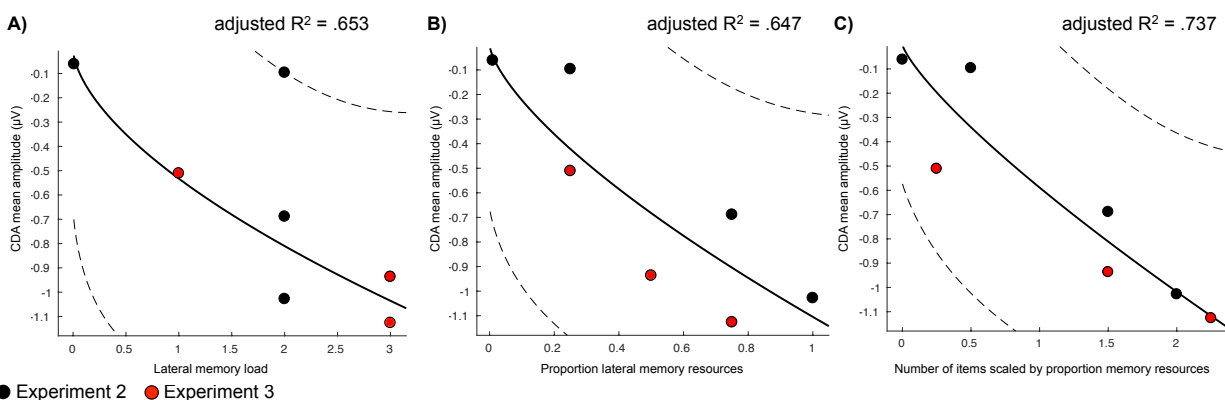 A) adjusted R² = .653
CDA mean amplitude (μV)
-0.1
-0.2
-0.3
-0.4
-0.5
-0.6
-0.7
-0.8
-0.9
-1
-1.1
0 0.5 1 1.5 2 2.5 3
Lateral memory load
B) adjusted R² = .647
CDA mean amplitude (μV)
-0.1
-0.2
-0.3
-0.4
-0.5
-0.6
-0.7
-0.8
-0.9
-1
-1.1
0 0.2 0.4 0.6 0.8 1
Proportion lateral memory resources
C) adjusted R² = .737
CDA mean amplitude (μV)
-0.1
-0.2
-0.3
-0.4
-0.5
-0.6
-0.7
-0.8
-0.9
-1
-1.1
0 0.5 1 1.5 2
Number of items scaled by proportion memory resources
Experiment 2 Experiment 3